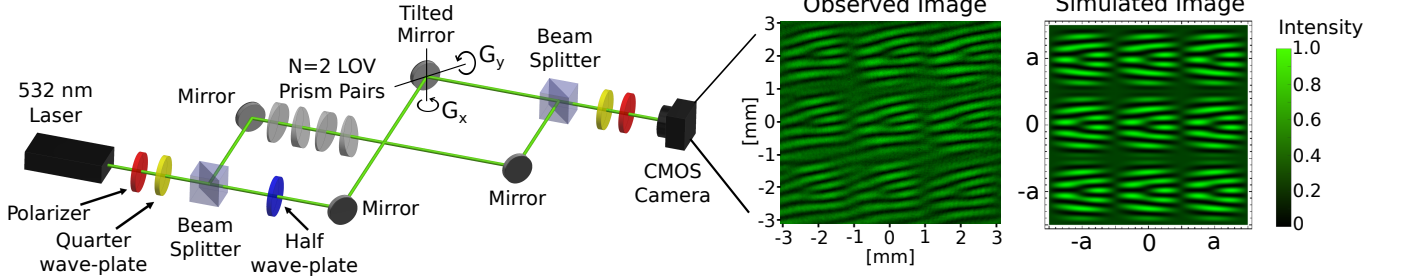 532 nm
Laser
Polarizer
Quarter
wave-plate
Mirror
Beam
Splitter
N=2 LOV
Prism Pairs
Half
wave-plate
Mirror
Tilted
Mirror
Gy
Gx
Mirror
Beam
Splitter
CMOS
Camera
Observed Image
[mm]
3
2
1
0
-1
-2
-3
-3 -2 -1 0 1 2 3
[mm]
Simulated Image
a
0
-a
-a 0 a
Intensity
1.0
0.8
0.6
0.4
0.2
0